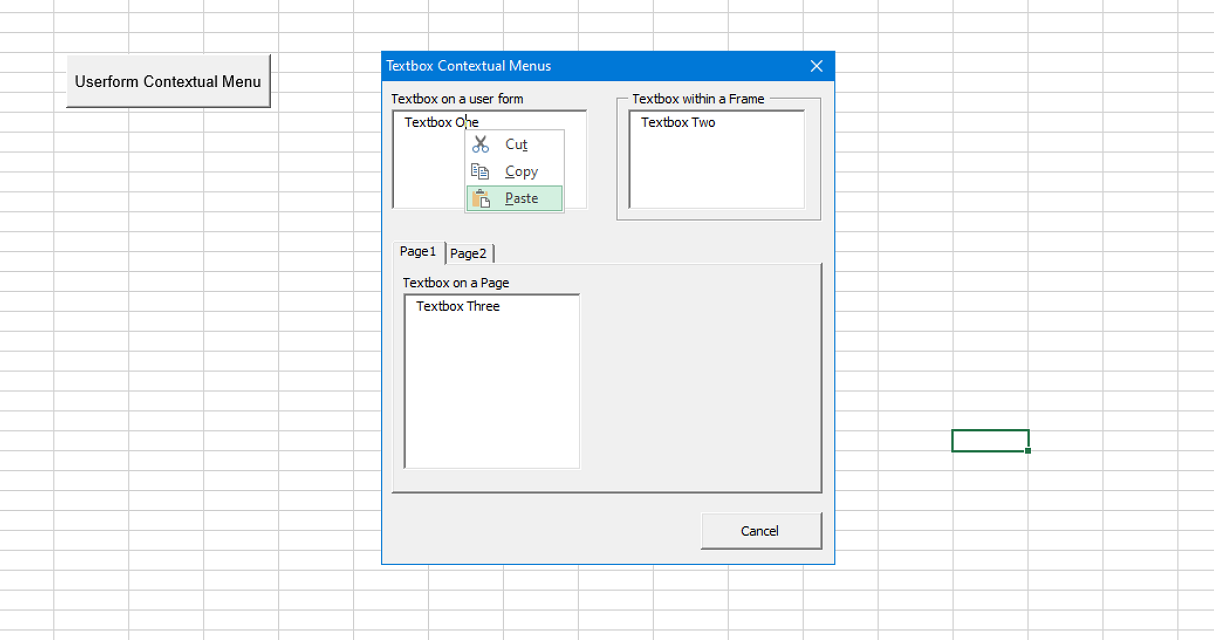 Userform Contextual Menu
Textbox Contextual Menus
Textbox on a user form
Textbox One
Cut
Copy
Paste
Textbox within a Frame
Textbox Two
Page1 Page2
Textbox on a Page
Textbox Three
Cancel